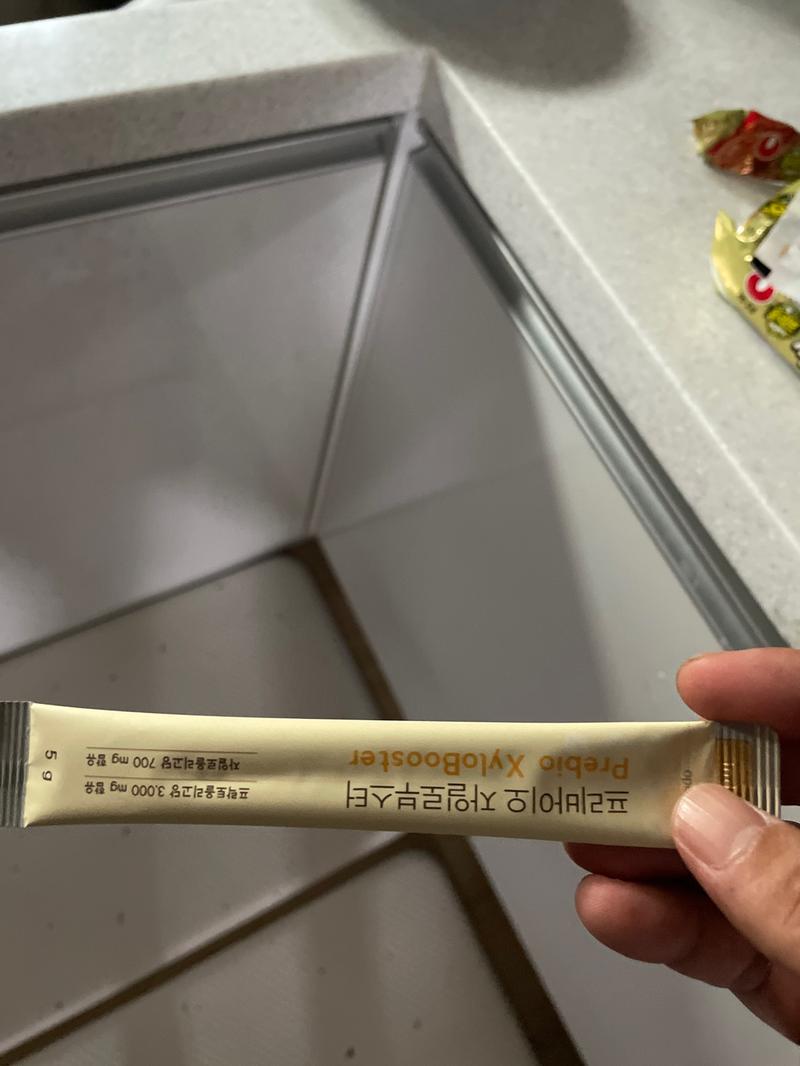 프리바이오 자일로부스터
Prebio XyloBooster
프락토올리고당 3,000 mg 함유
자일로올리고당 700 mg 함유
5 g